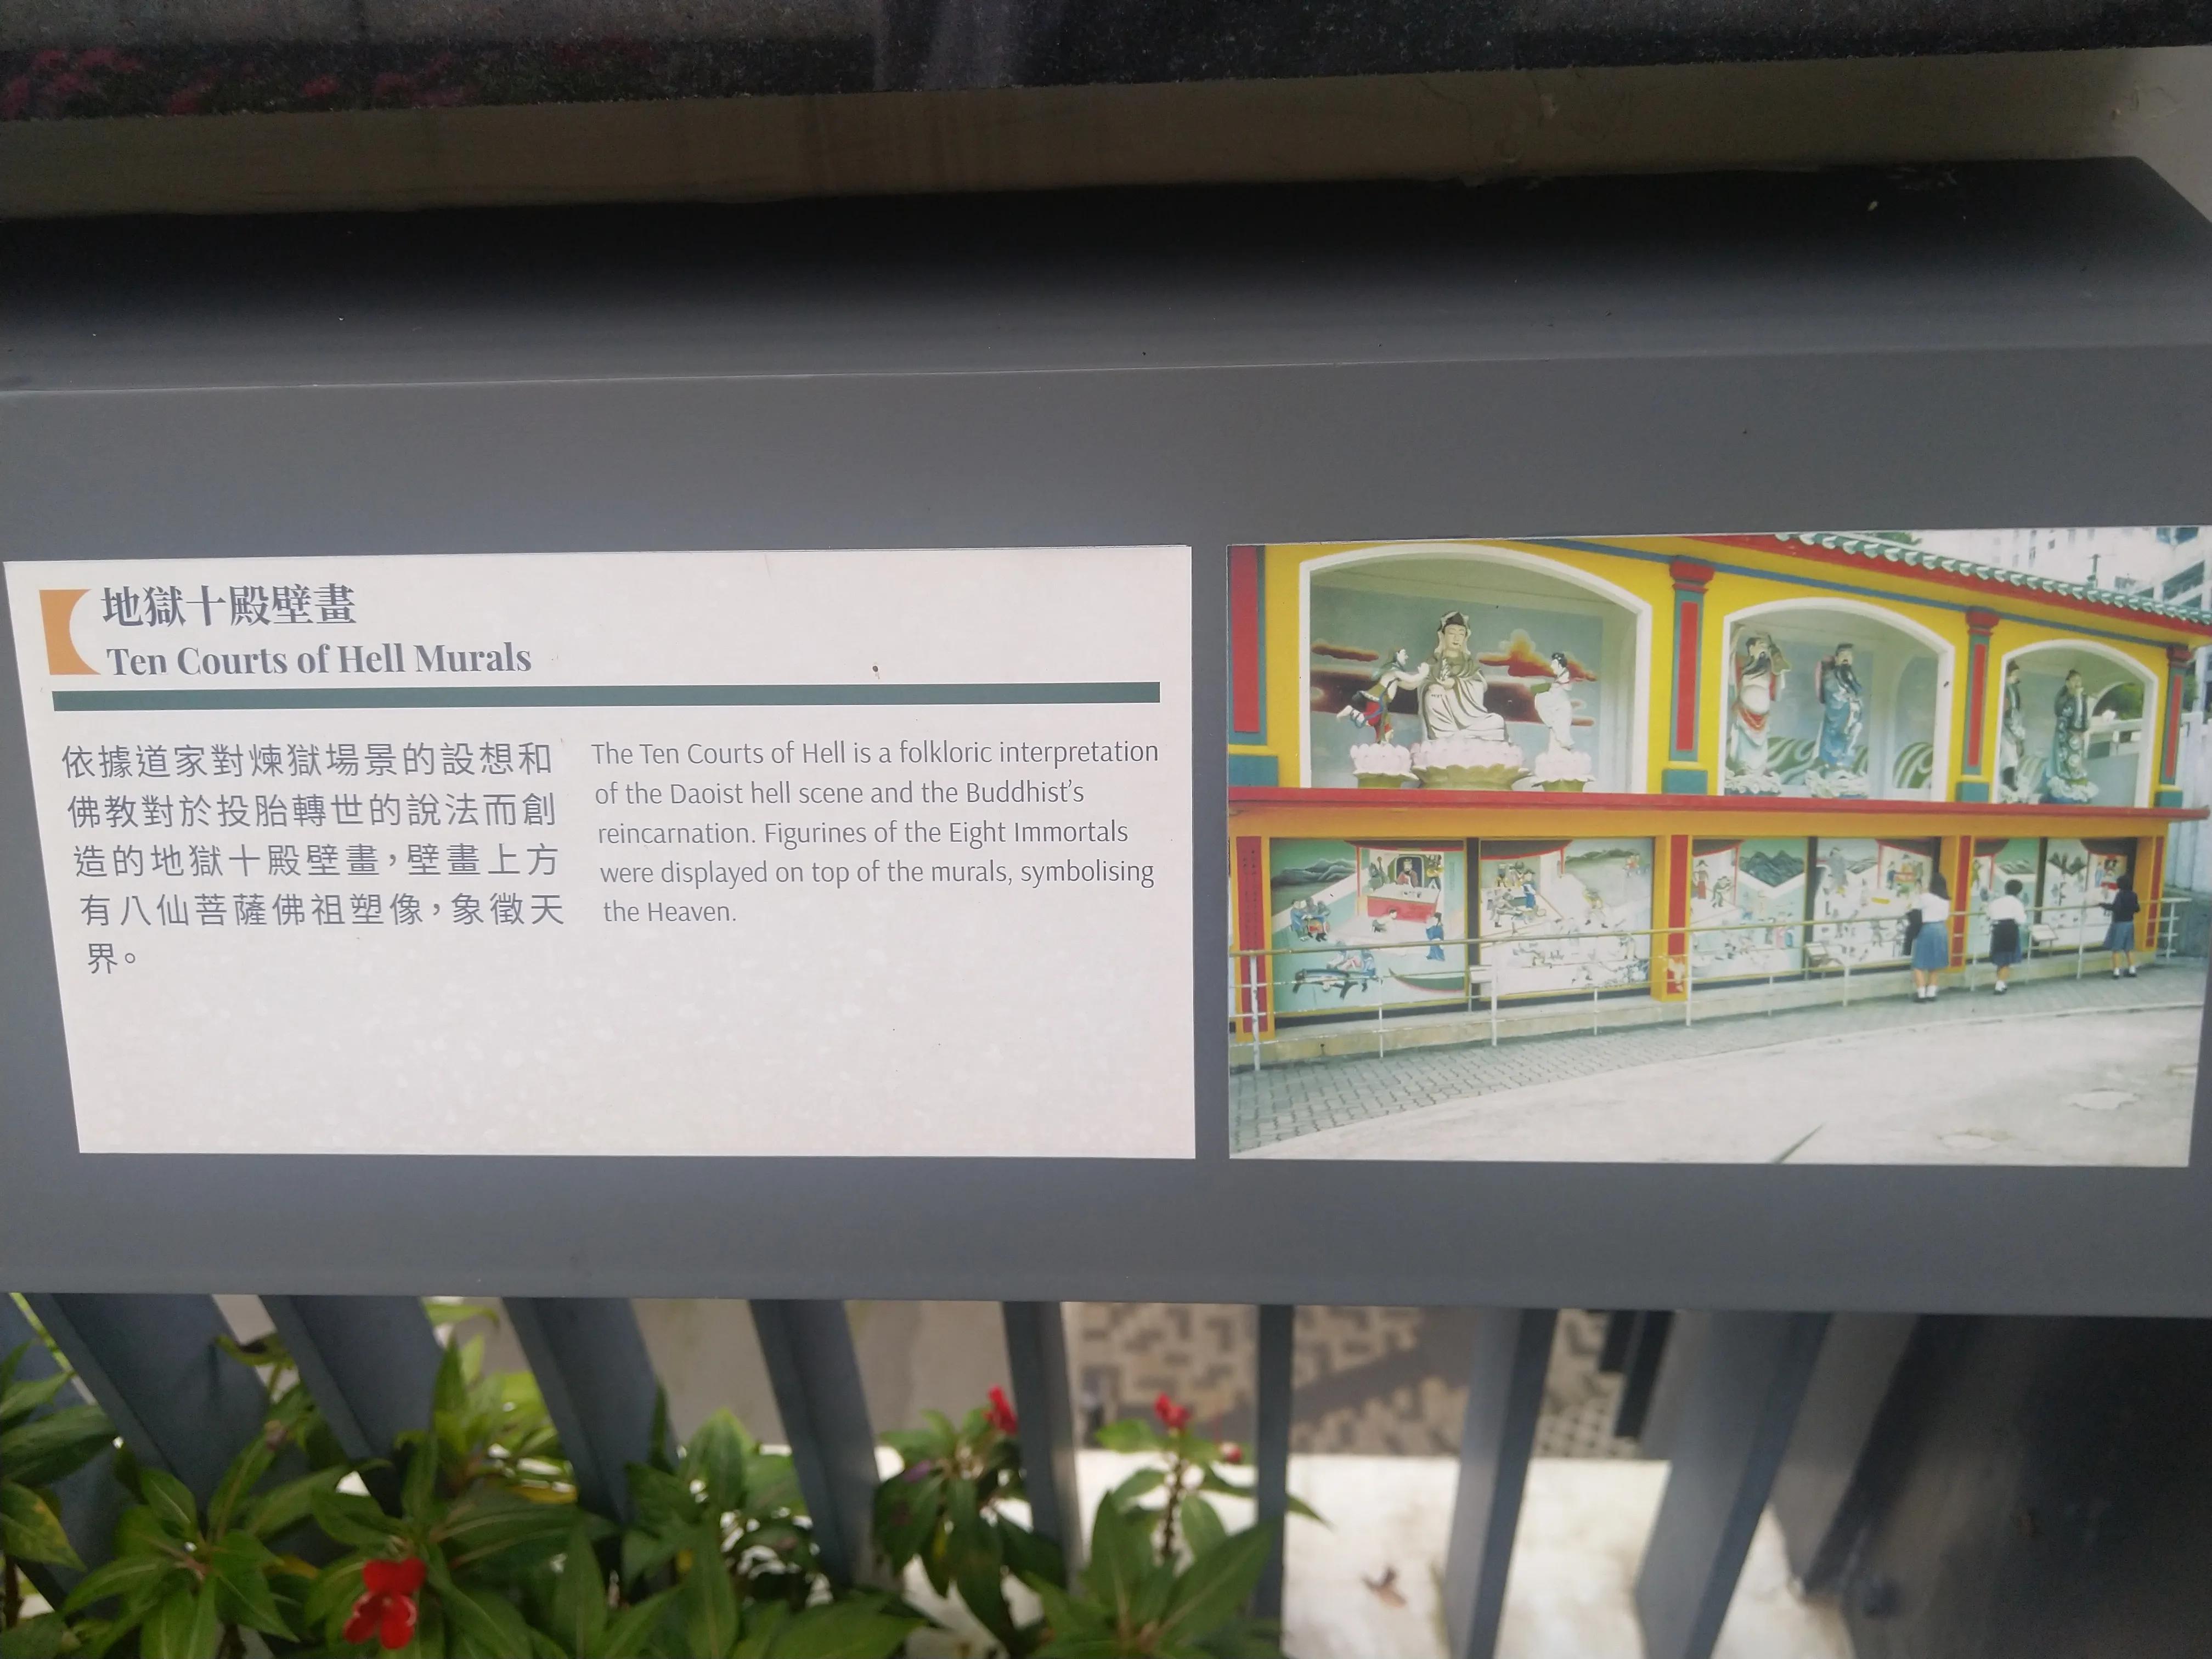 地獄十殿壁畫
Ten Courts of Hell Murals
依據道家對煉獄場景的設想和
佛教對於投胎轉世的說法而創
造的地獄十殿壁畫，壁畫上方
有八仙菩薩佛祖塑像，象徵天
界。
The Ten Courts of Hell is a folkloric interpretation
of the Daoist hell scene and the Buddhist’s
reincarnation. Figurines of the Eight Immortals
were displayed on top of the murals, symbolising
the Heaven.